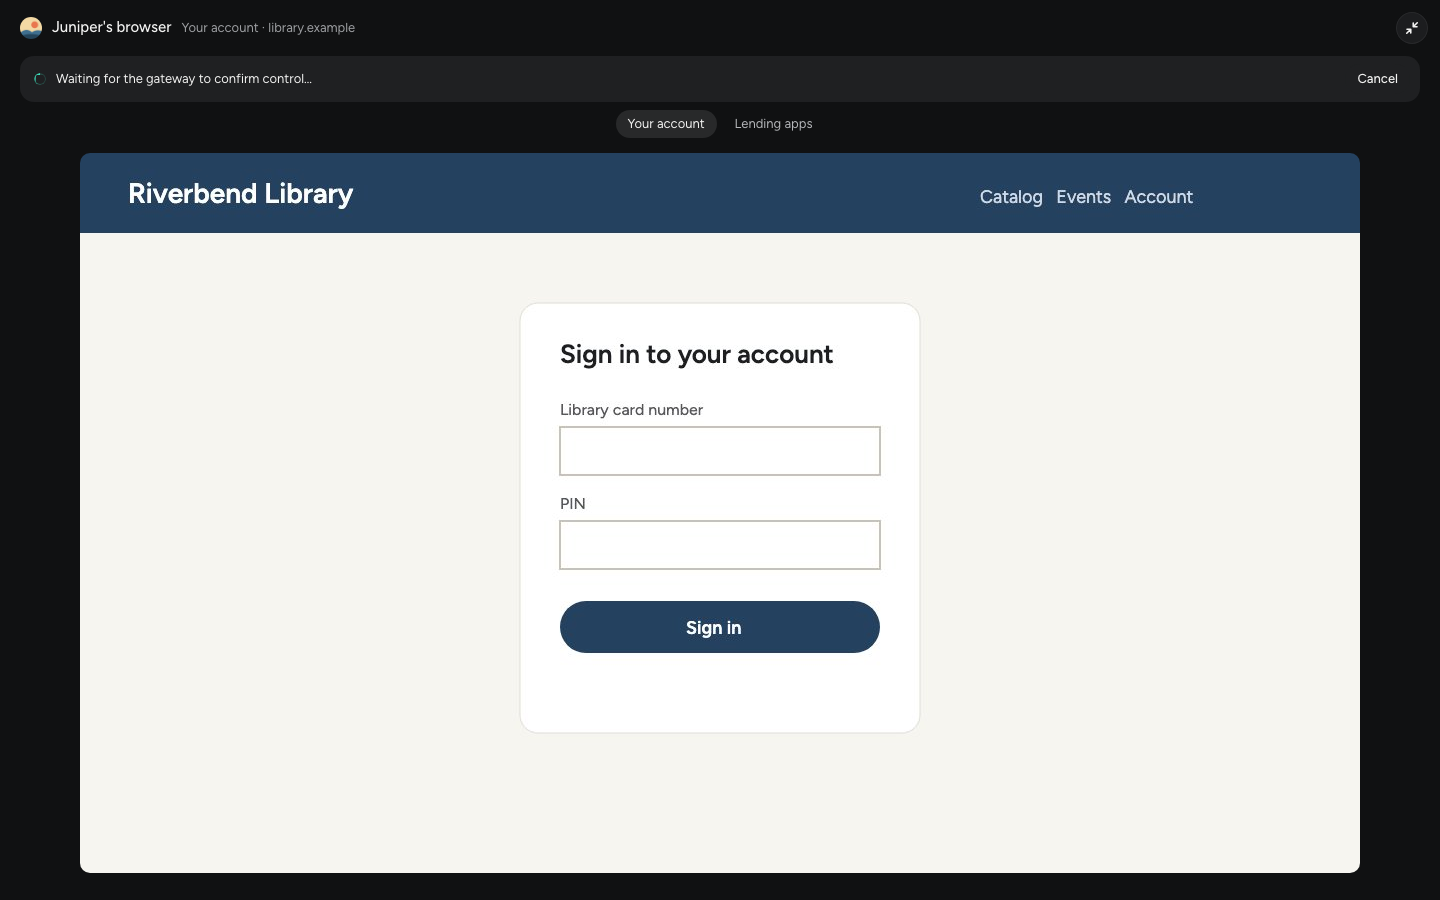 Juniper's browser Your account · library.example
Waiting for the gateway to confirm control... Cancel
Your account Lending apps
Riverbend Library Catalog Events Account
Sign in to your account
Library card number
PIN
Sign in